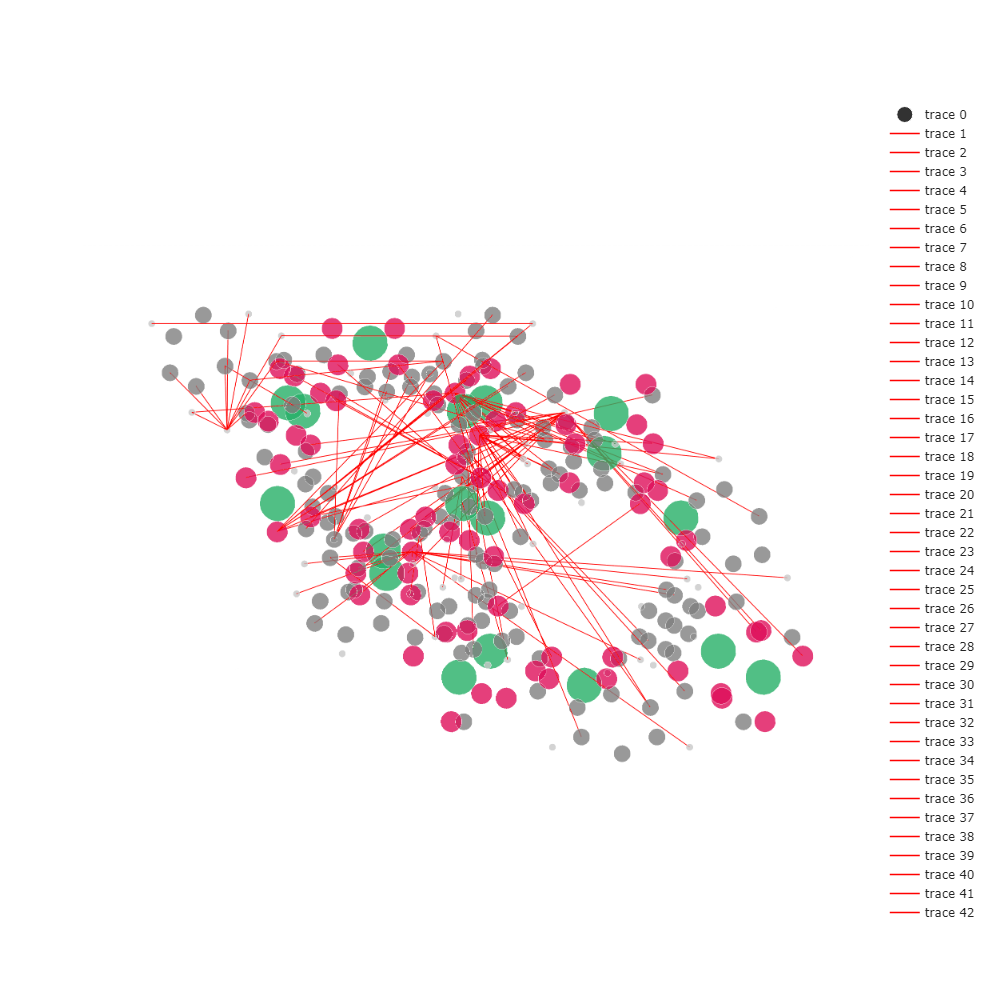 trace 0
trace 1
trace 2
trace 3
trace 4
trace 5
trace 6
trace 7
trace 8
trace 9
trace 10
trace 11
trace 12
trace 13
trace 14
trace 15
trace 16
trace 17
trace 18
trace 19
trace 20
trace 21
trace 22
trace 23
trace 24
trace 25
trace 26
trace 27
trace 28
trace 29
trace 30
trace 31
trace 32
trace 33
trace 34
trace 35
trace 36
trace 37
trace 38
trace 39
trace 40
trace 41
trace 42